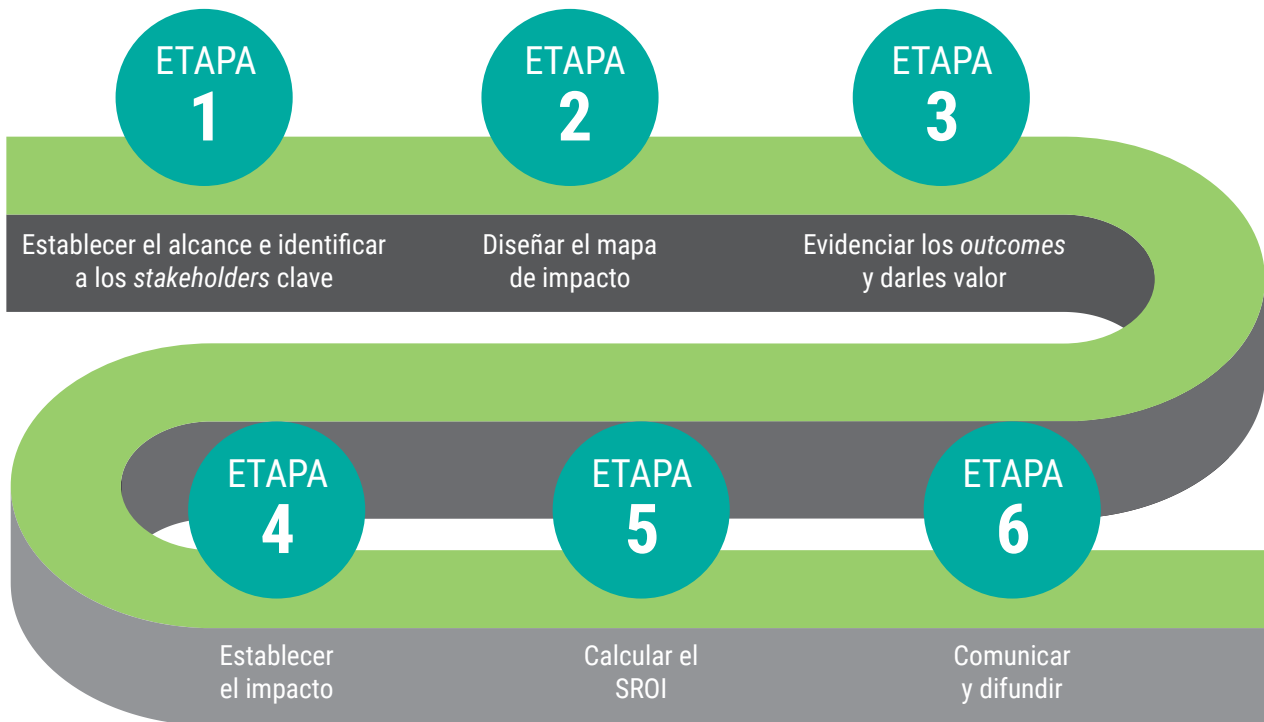 ETAPA
1
ETAPA
2
ETAPA
3
Establecer el alcance e identificar
a los stakeholders clave
Diseñar el mapa
de impacto
Evidenciar los outcomes
y darles valor
ETAPA
4
ETAPA
5
ETAPA
6
Establecer
el impacto
Calcular el
SROI
Comunicar
y difundir